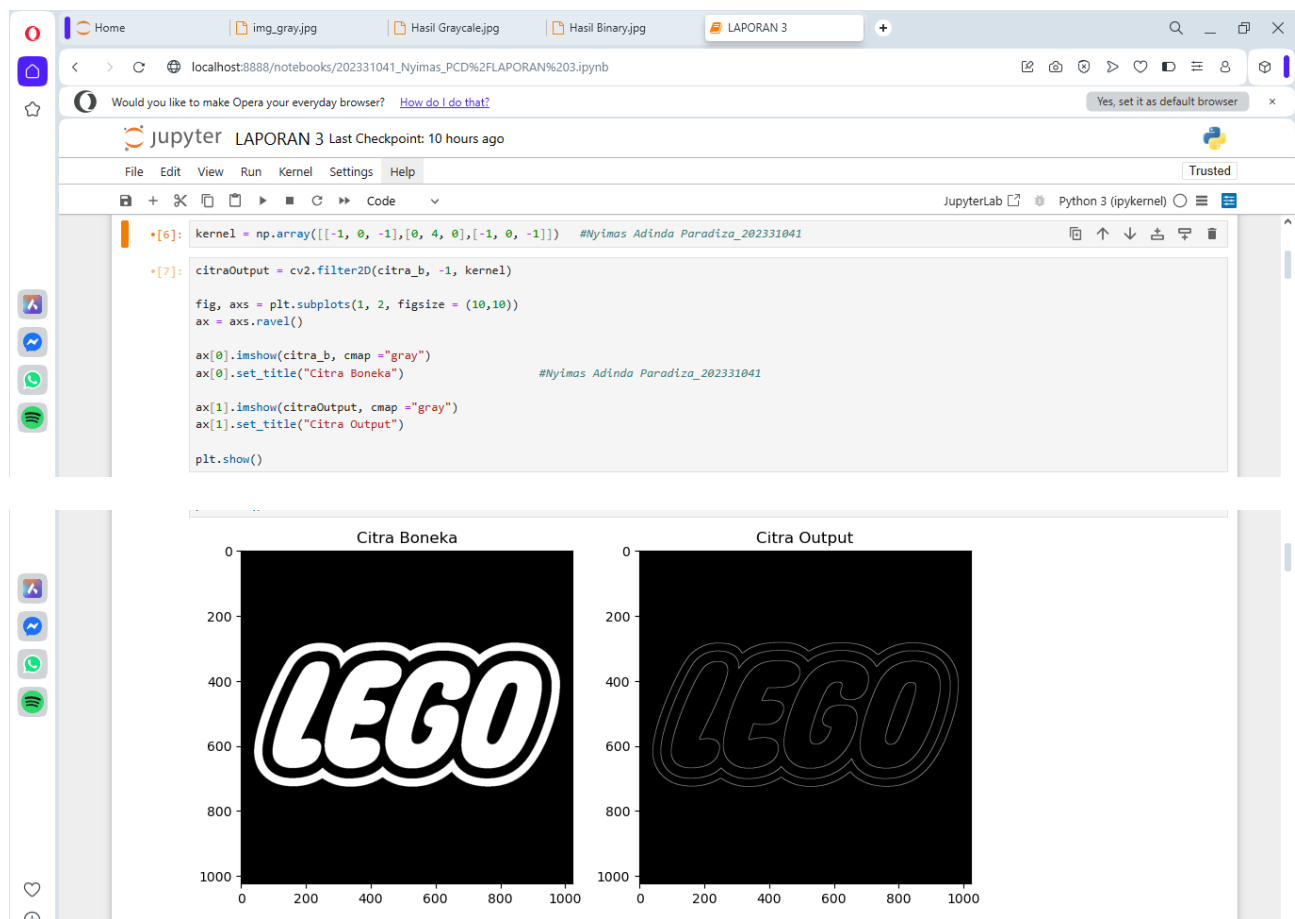 Home
img_gray.jpg
Hasil Graycale.jpg
Hasil Binary.jpg
LAPORAN 3
localhost:8888/notebooks/202331041_Nyimas_PCD%2FLAPORAN%203.ipynb
Would you like to make Opera your everyday browser? How do I do that?
Yes, set it as default browser
jupyter LAPORAN 3 Last Checkpoint: 10 hours ago
File Edit View Run Kernel Settings Help
Trusted
Code
JupyterLab
Python 3 (ipykernel)
[6]: kernel = np.array([[-1, 0, -1],[0, 4, 0],[-1, 0, -1]]) #Nyimas Adinda Paradiza_202331041
[7]: citraOutput = cv2.filter2D(citra_b, -1, kernel)
fig, axs = plt.subplots(1, 2, figsize = (10,10))
ax = axs.ravel()
ax[0].imshow(citra_b, cmap ="gray")
ax[0].set_title("Citra Boneka") #Nyimas Adinda Paradiza_202331041
ax[1].imshow(citraOutput, cmap ="gray")
ax[1].set_title("Citra Output")
plt.show()
Citra Boneka
0
200
400
600
800
1000
0 200 400 600 800 1000
LEGO
Citra Output
0
200
400
600
800
1000
0 200 400 600 800 1000
LEGO